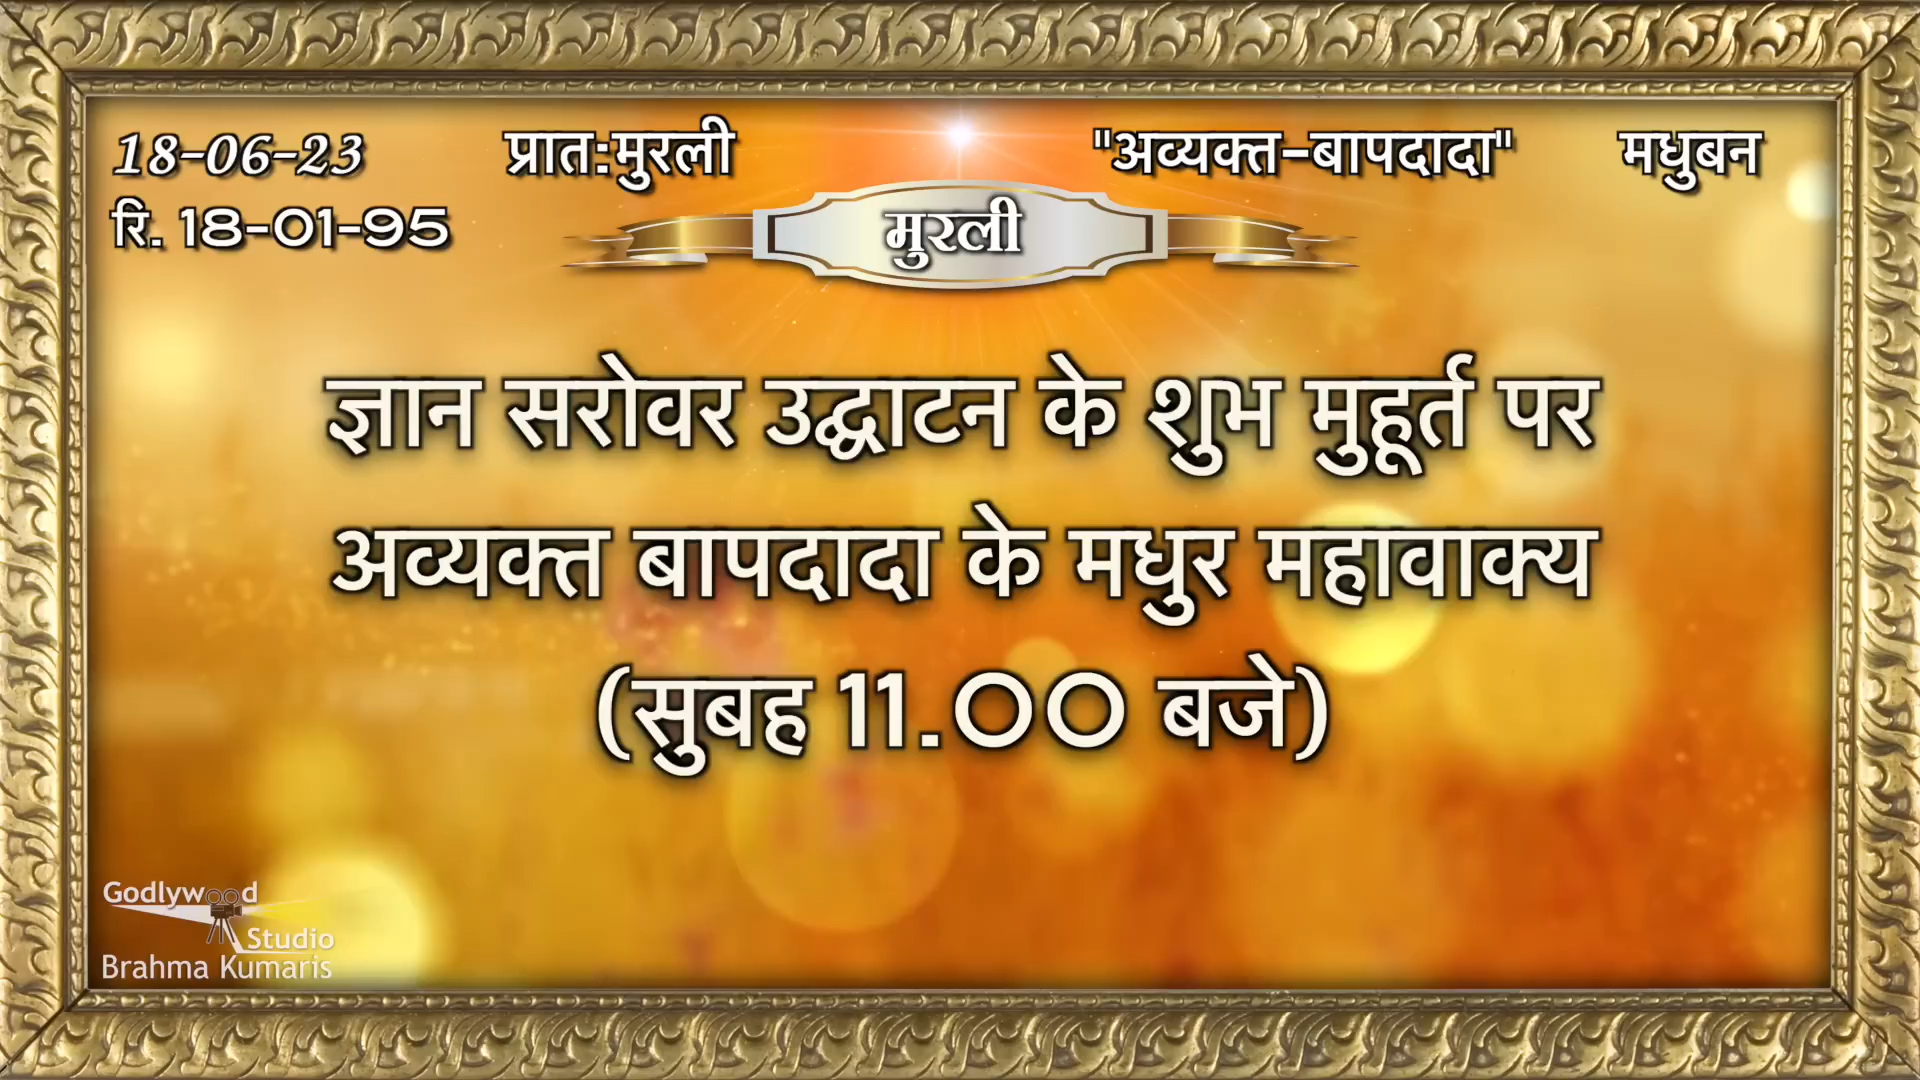 18-06-23 प्रात:मुरली "अव्यक्त-बापदादा" मधुबन
रि. 18-01-95
मुरली
ज्ञान सरोवर उद्घाटन के शुभ मुहूर्त पर
अव्यक्त बापदादा के मधुर महावाक्य
(सुबह 11.00 बजे)
Godlywood
Studio
Brahma Kumaris